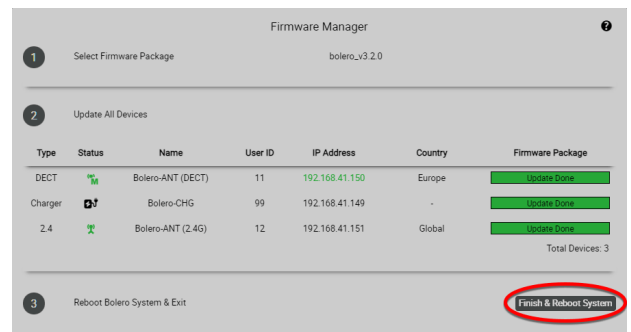 Firmware Manager ?
1 Select Firmware Package bolero_v3.2.0
2 Update All Devices
Type Status Name User ID IP Address Country Firmware Package
DECT M Bolero-ANT (DECT) 11 192.168.41.150 Europe Update Done
Charger Bolero-CHG 99 192.168.41.149 - Update Done
2.4 Bolero-ANT (2.4G) 12 192.168.41.151 Global Update Done
Total Devices: 3
3 Reboot Bolero System & Exit Finish & Reboot System